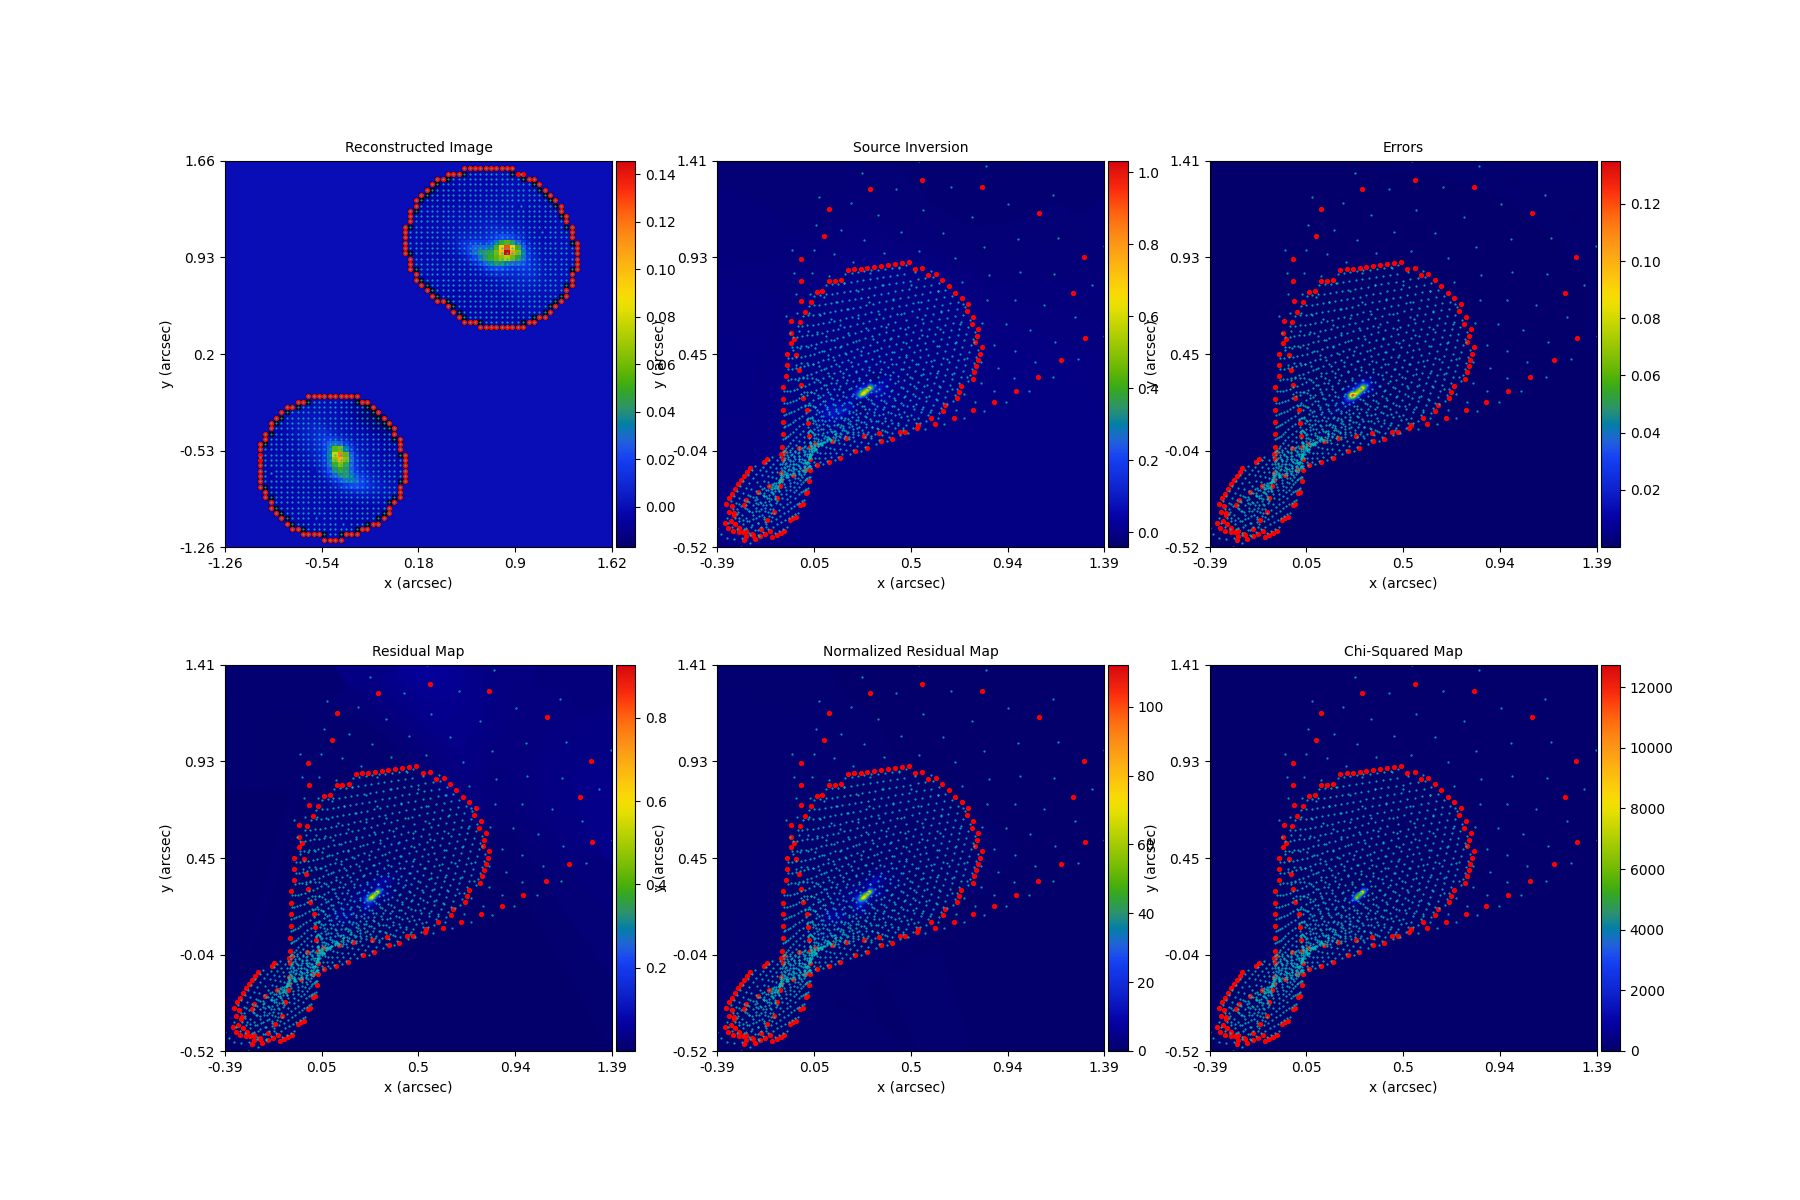 Reconstructed Image
1.66
0.93
0.2
-0.53
-1.26
y (arcsec)
-1.26 -0.54 0.18 0.9 1.62
x (arcsec)
0.14
0.12
0.10
0.08
0.06
0.04
0.02
0.00
Source Inversion
1.41
0.93
0.45
-0.04
-0.52
y (arcsec)
-0.39 0.05 0.5 0.94 1.39
x (arcsec)
1.0
0.8
0.6
0.4
0.2
0.0
Errors
1.41
0.93
0.45
-0.04
-0.52
y (arcsec)
-0.39 0.05 0.5 0.94 1.39
x (arcsec)
0.12
0.10
0.08
0.06
0.04
0.02
Residual Map
1.41
0.93
0.45
-0.04
-0.52
y (arcsec)
-0.39 0.05 0.5 0.94 1.39
x (arcsec)
0.8
0.6
0.4
0.2
Normalized Residual Map
1.41
0.93
0.45
-0.04
-0.52
y (arcsec)
-0.39 0.05 0.5 0.94 1.39
x (arcsec)
100
80
60
40
20
0
Chi-Squared Map
1.41
0.93
0.45
-0.04
-0.52
y (arcsec)
-0.39 0.05 0.5 0.94 1.39
x (arcsec)
12000
10000
8000
6000
4000
2000
0